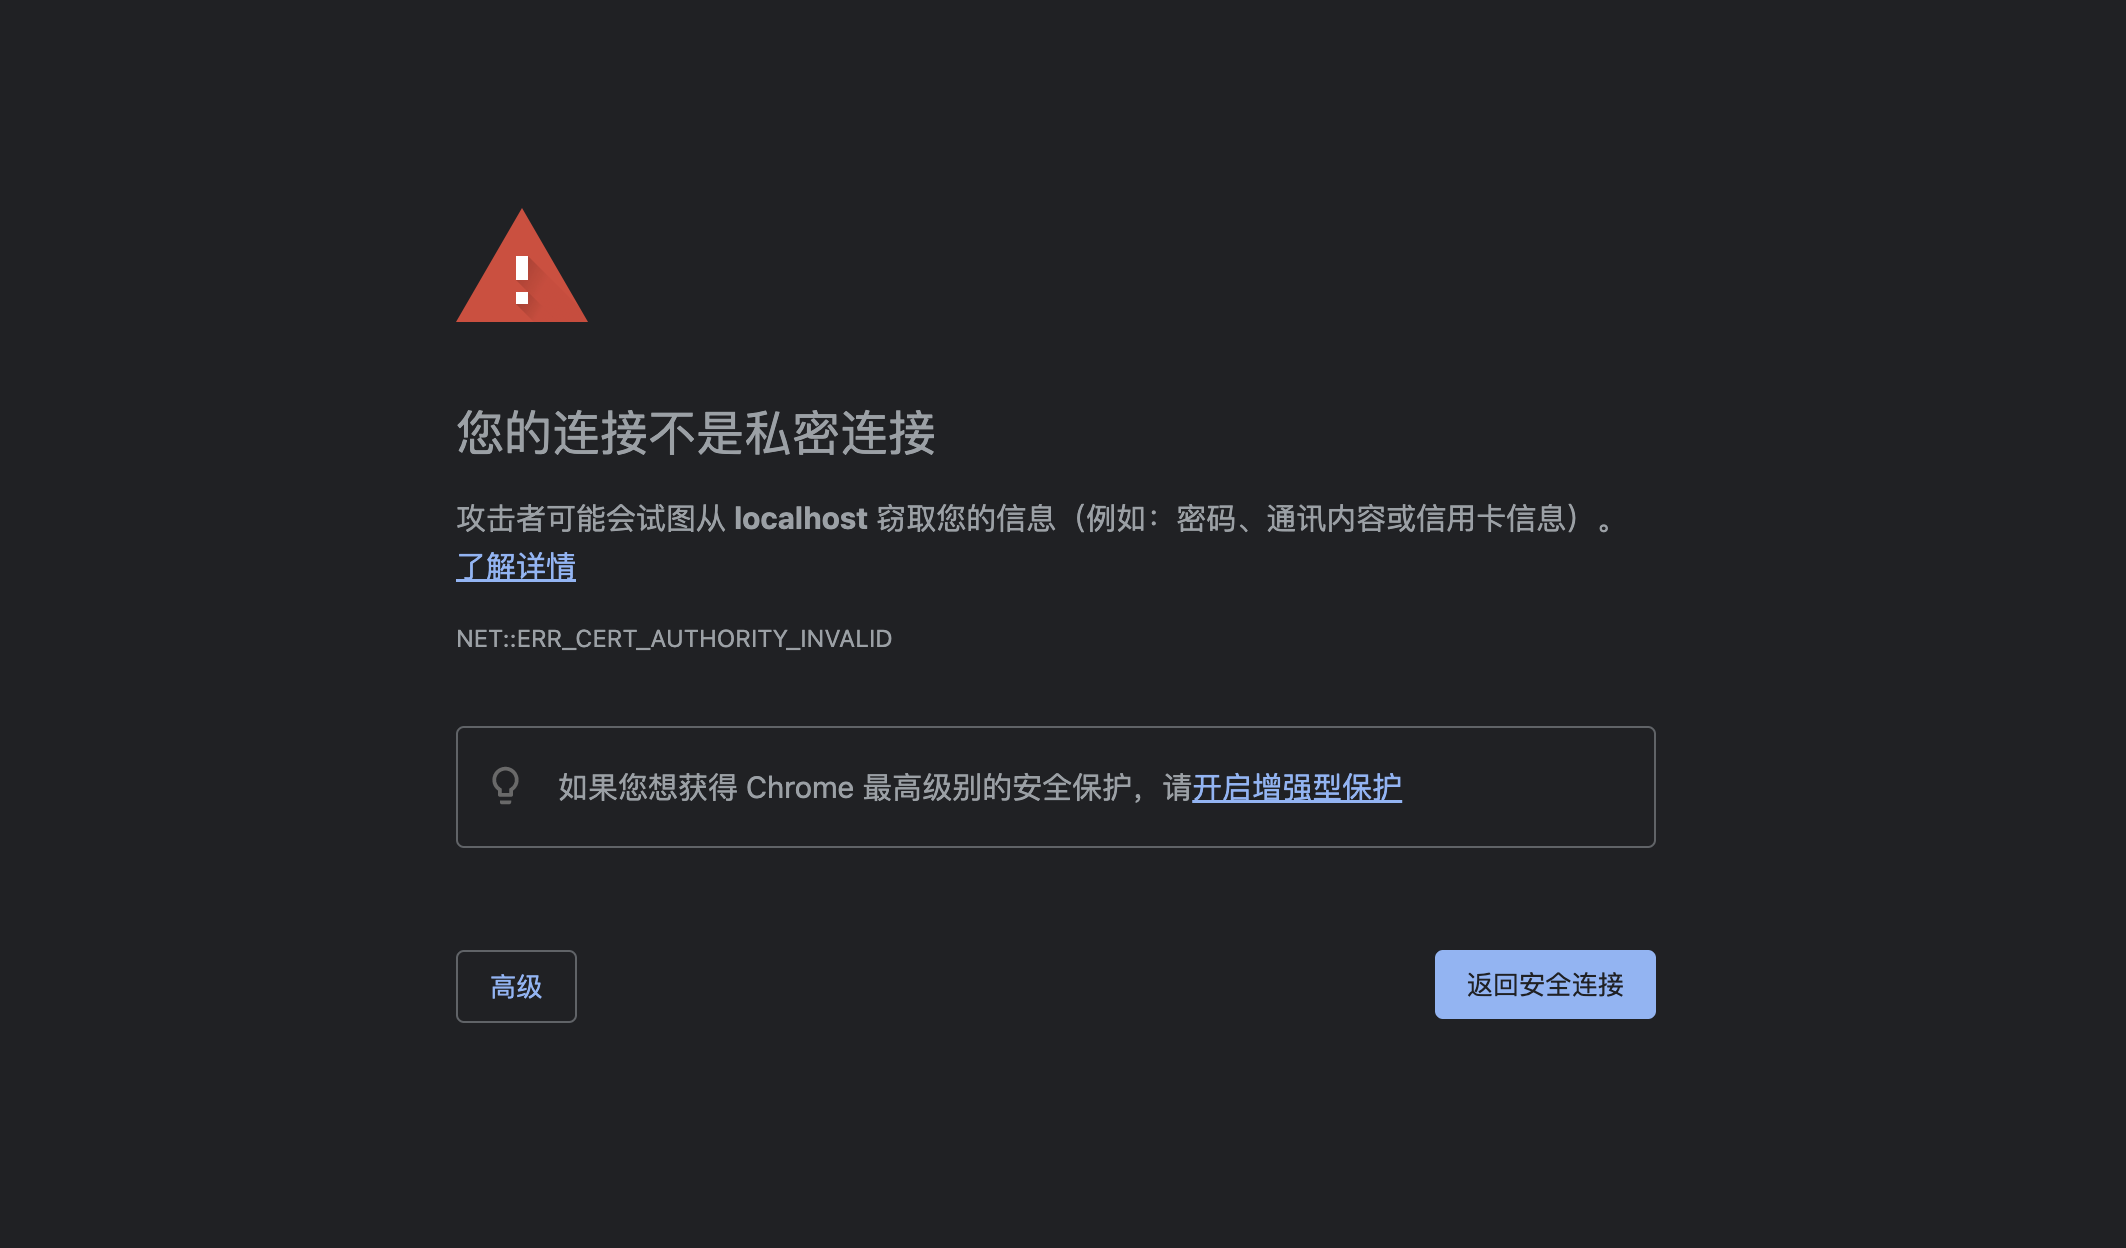 您的连接不是私密连接
攻击者可能会试图从 localhost 窃取您的信息（例如：密码、通讯内容或信用卡信息）。
了解详情
NET::ERR_CERT_AUTHORITY_INVALID
如果您想获得 Chrome 最高级别的安全保护，请开启增强型保护
高级
返回安全连接